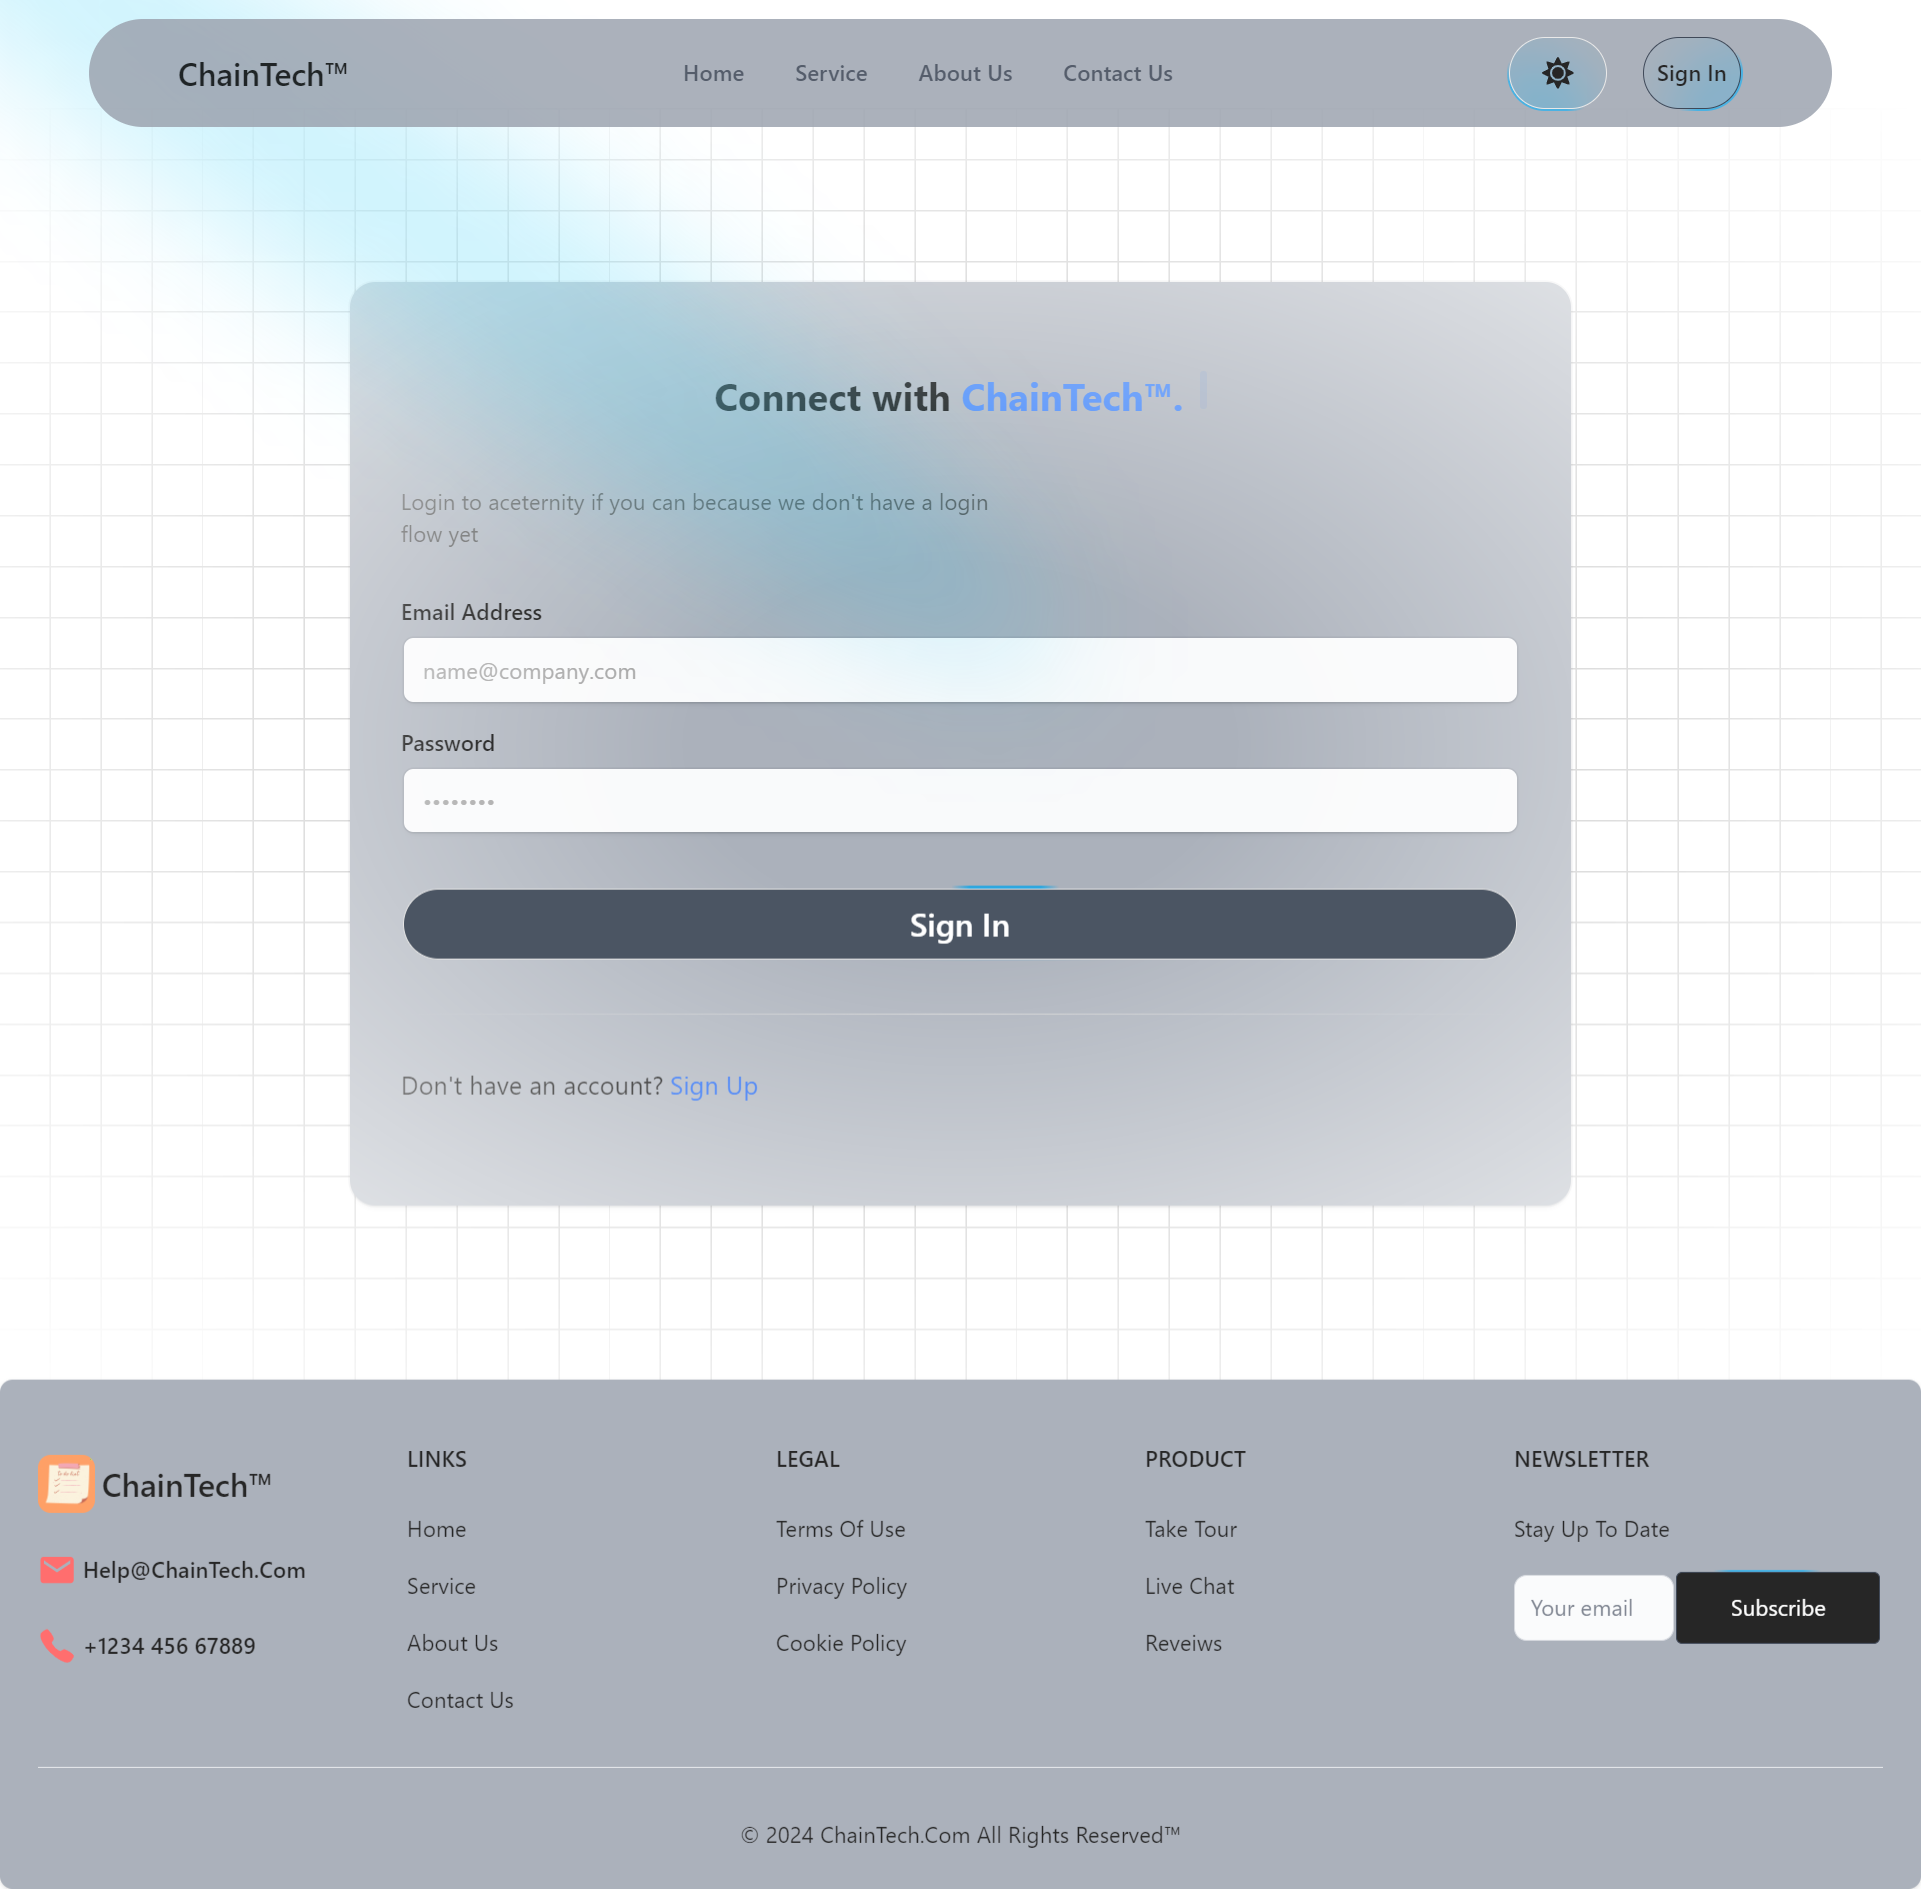 ChainTech™
Home
Service
About Us
Contact Us
Sign In
Connect with ChainTech™.
Login to aceternity if you can because we don't have a login
flow yet
Email Address
name@company.com
Password
••••••••
Sign In
Don't have an account? Sign Up
ChainTech™
Help@ChainTech.Com
+1234 456 67889
LINKS
Home
Service
About Us
Contact Us
LEGAL
Terms Of Use
Privacy Policy
Cookie Policy
PRODUCT
Take Tour
Live Chat
Reveiws
NEWSLETTER
Stay Up To Date
Your email
Subscribe
© 2024 ChainTech.Com All Rights Reserved™